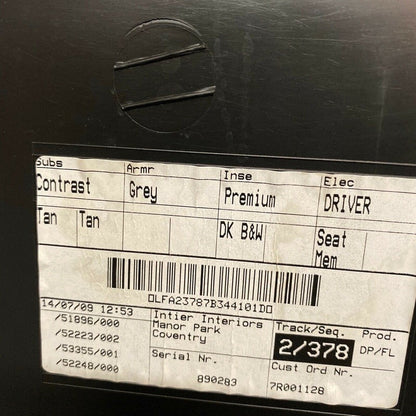 Subs Armr Inse Elec
Contrast Grey Premium DRIVER
Tan Tan DK B&W Seat Mem
▯LFA23787B344101D▯
14/07/09 12:53
/51896/000
/52223/002
/53355/001
/52248/000
Intier Interiors
Manor Park
Coventry
Serial Nr.
890283
Track/Seq. Prod.
2/378 DP/FL
Cust Ord Nr.
7R001128